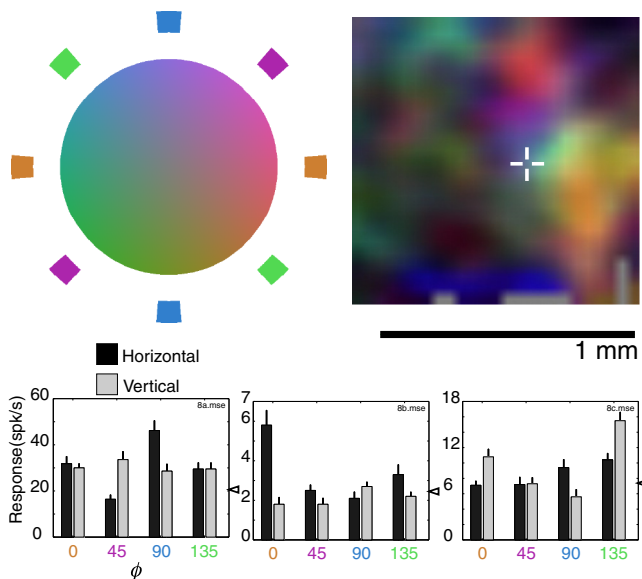 1 mm
Horizontal
Vertical
Response(spk/s)
60
40
20
0
8a.mse
0 45 90 135
ϕ
7
6
4
2
0
8b.mse
Δ
0 45 90 135
18
12
6
0
8c.mse
Δ
0 45 90 135